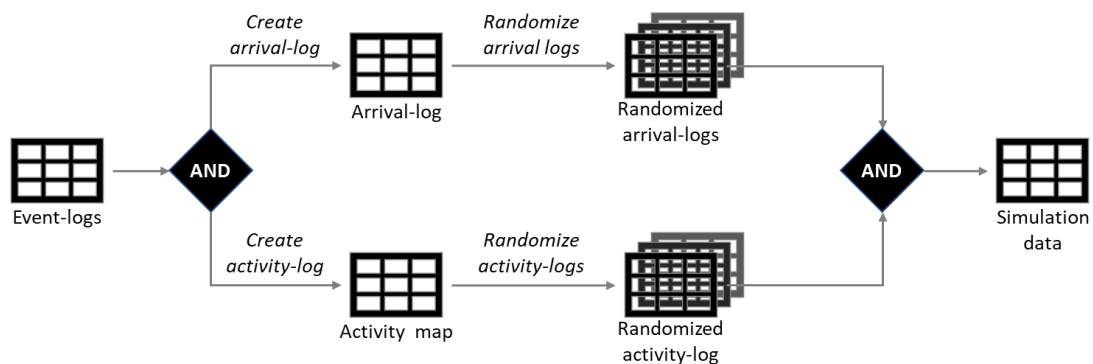 Create
arrival-log
Randomize
arrival logs
Arrival-log
Randomized
arrival-logs
AND
AND
Event-logs
Simulation
data
Create
activity-log
Randomize
activity-logs
Activity map
Randomized
activity-log